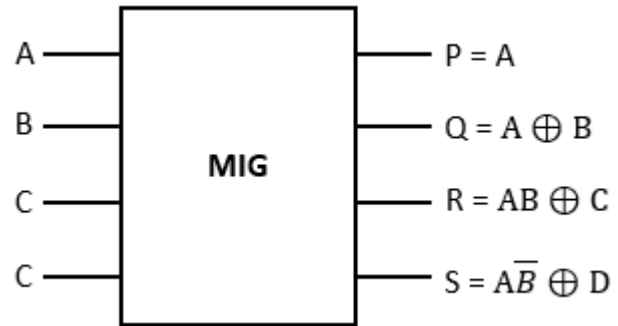 A P = A
B Q = A ⊕ B
MIG
C R = AB ⊕ C
C S = AB̅ ⊕ D